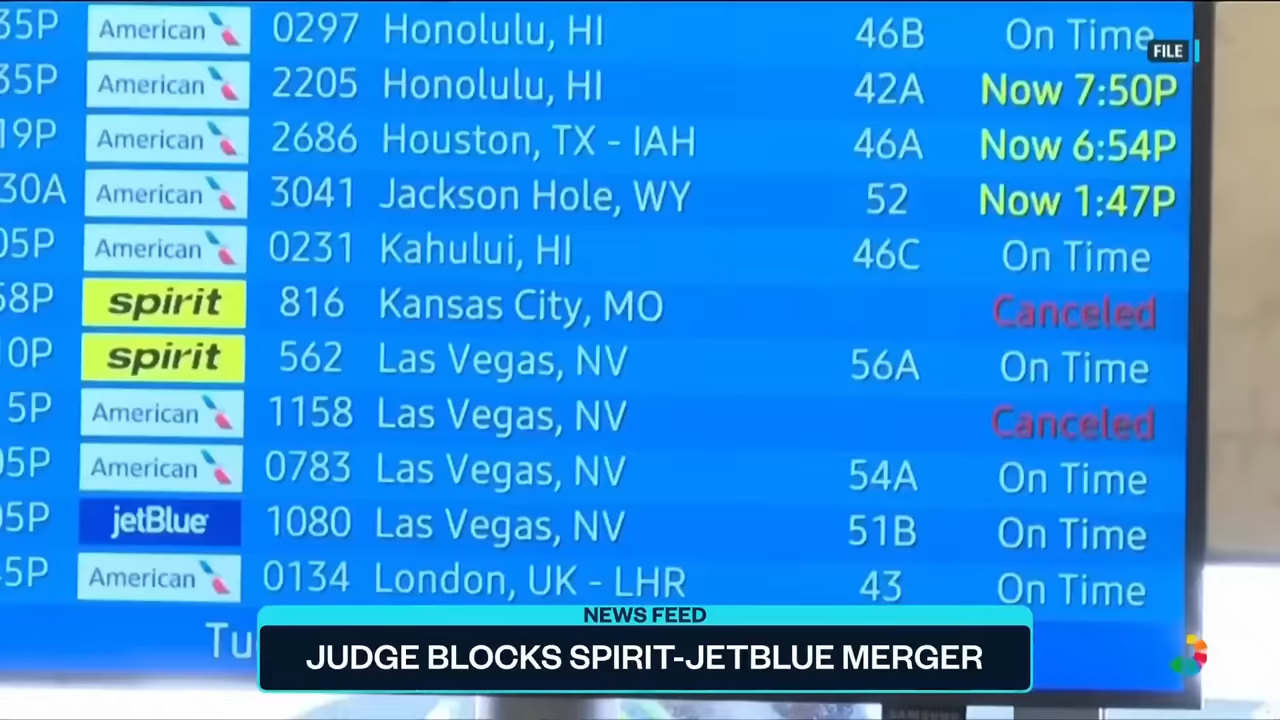 35P American 0297 Honolulu, HI 46B On Time
FILE
35P American 2205 Honolulu, HI 42A Now 7:50P
19P American 2686 Houston, TX - IAH 46A Now 6:54P
30A American 3041 Jackson Hole, WY 52 Now 1:47P
05P American 0231 Kahului, HI 46C On Time
58P spirit 816 Kansas City, MO Canceled
10P spirit 562 Las Vegas, NV 56A On Time
5P American 1158 Las Vegas, NV Canceled
05P American 0783 Las Vegas, NV 54A On Time
05P jetBlue 1080 Las Vegas, NV 51B On Time
45P American 0134 London, UK - LHR 43 On Time
Tu
NEWS FEED
JUDGE BLOCKS SPIRIT-JETBLUE MERGER
SAMSUNG